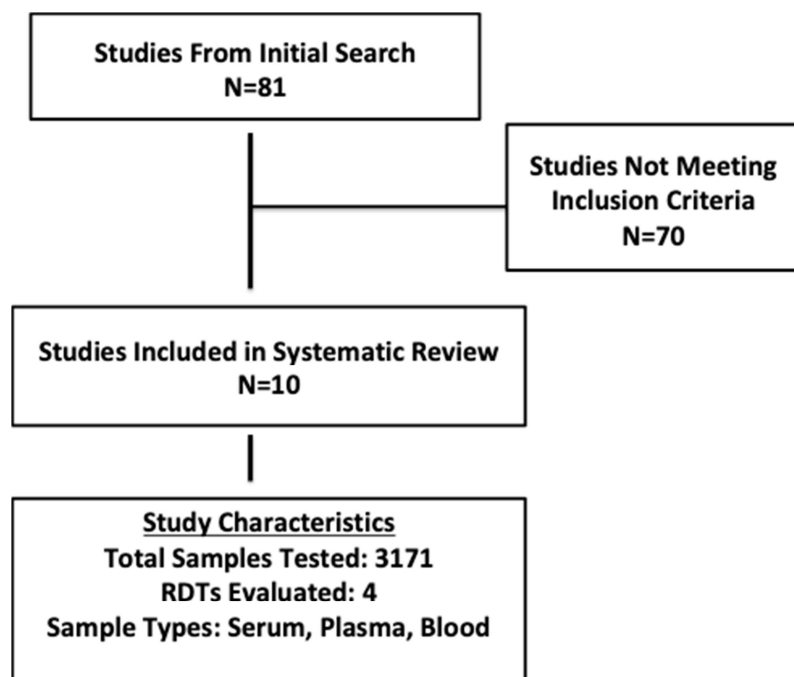 Studies From Initial Search
N=81
Studies Not Meeting
Inclusion Criteria
N=70
Studies Included in Systematic Review
N=10
Study Characteristics
Total Samples Tested: 3171
RDTs Evaluated: 4
Sample Types: Serum, Plasma, Blood